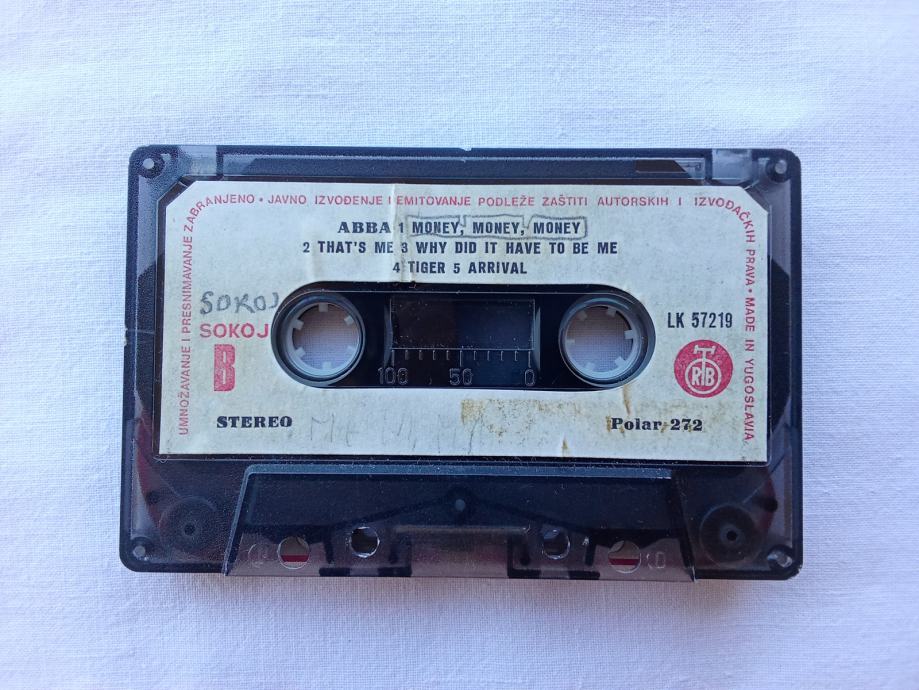 UMNOŽAVANJE I PRESNIMAVANJE ZABRANJENO • JAVNO IZVOĐENJE I EMITOVANJE PODLEŽE ZAŠTITI AUTORSKIH I IZVOĐAČKIH PRAVA • MADE IN YUGOSLAVIA
ABBA 1 MONEY, MONEY, MONEY
2 THAT'S ME 3 WHY DID IT HAVE TO BE ME
4 TIGER 5 ARRIVAL
SOKOJ
SOKOJ
LK 57219
B
RTB
100 50 0
STEREO
Polar-272